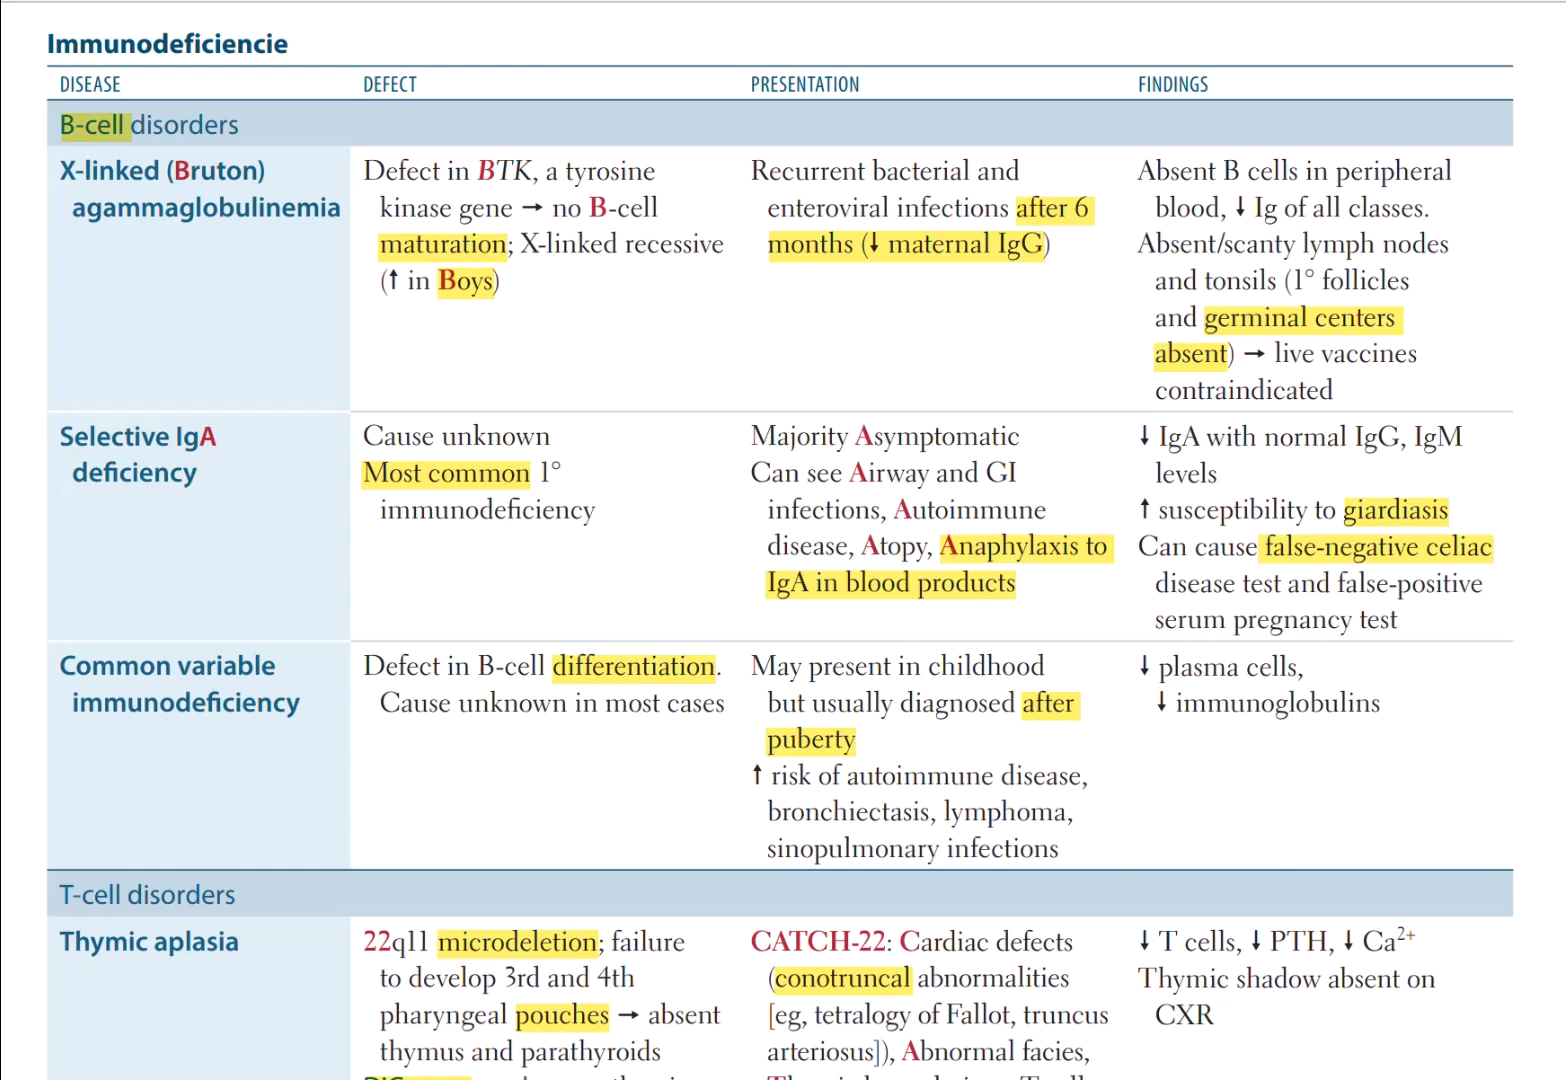 Immunodeficiencie
DISEASE DEFECT PRESENTATION FINDINGS
B-cell disorders
X-linked (Bruton)
agammaglobulinemia
Defect in BTK, a tyrosine
kinase gene → no B-cell
maturation; X-linked recessive
(↑ in Boys)
Recurrent bacterial and
enteroviral infections after 6
months (↓ maternal IgG)
Absent B cells in peripheral
blood, ↓ Ig of all classes.
Absent/scanty lymph nodes
and tonsils (1° follicles
and germinal centers
absent) → live vaccines
contraindicated
Selective IgA
deficiency
Cause unknown
Most common 1°
immunodeficiency
Majority Asymptomatic
Can see Airway and GI
infections, Autoimmune
disease, Atopy, Anaphylaxis to
IgA in blood products
↓ IgA with normal IgG, IgM
levels
↑ susceptibility to giardiasis
Can cause false-negative celiac
disease test and false-positive
serum pregnancy test
Common variable
immunodeficiency
Defect in B-cell differentiation.
Cause unknown in most cases
May present in childhood
but usually diagnosed after
puberty
↑ risk of autoimmune disease,
bronchiectasis, lymphoma,
sinopulmonary infections
↓ plasma cells,
↓ immunoglobulins
T-cell disorders
Thymic aplasia
22q11 microdeletion; failure
to develop 3rd and 4th
pharyngeal pouches → absent
thymus and parathyroids
CATCH-22: Cardiac defects
(conotruncal abnormalities
[eg, tetralogy of Fallot, truncus
arteriosus]), Abnormal facies,
↓ T cells, ↓ PTH, ↓ Ca²⁺
Thymic shadow absent on
CXR